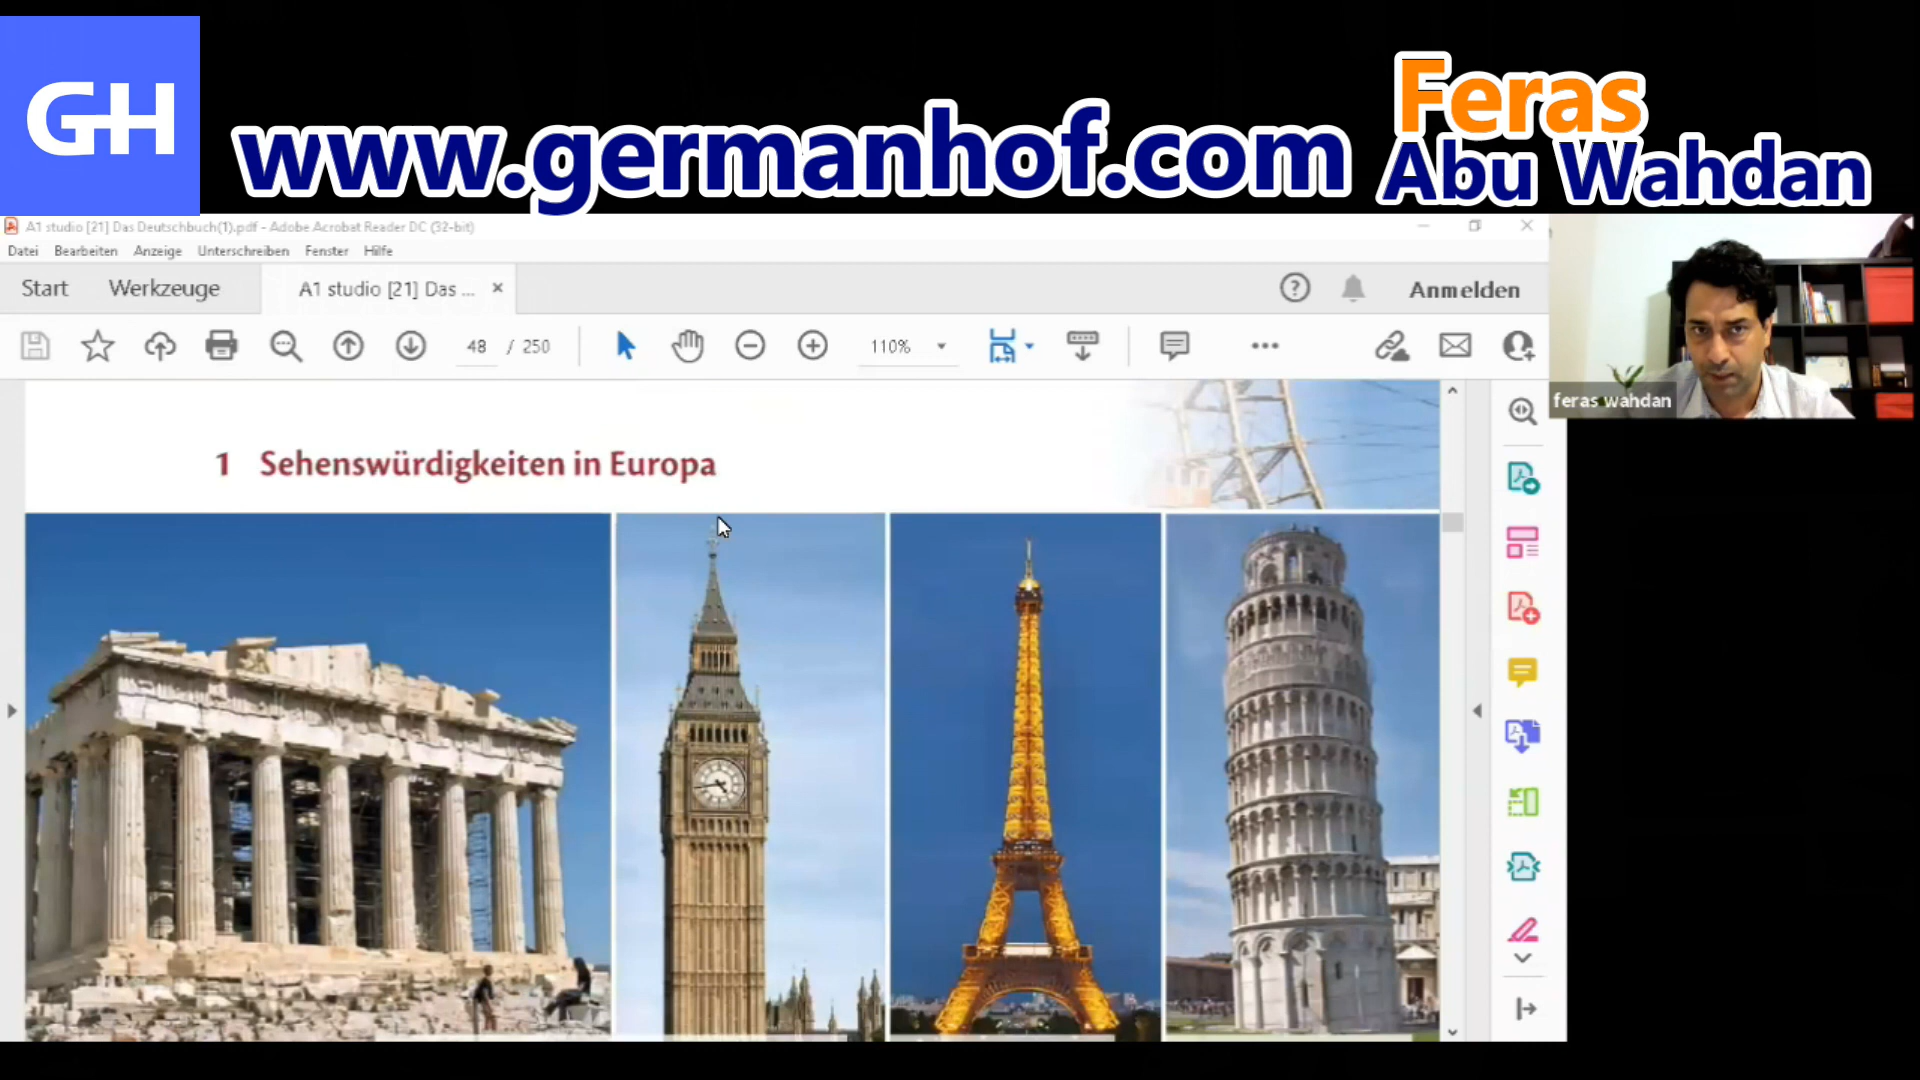 GH
www.germanhof.com
Feras
Abu Wahdan
A1 studio [21] Das Deutschbuch(1).pdf - Adobe Acrobat Reader DC (32-bit)
Datei Bearbeiten Anzeige Unterschreiben Fenster Hilfe
Start Werkzeuge A1 studio [21] Das ... Anmelden
48 / 250 110%
feras wahdan
1 Sehenswürdigkeiten in Europa